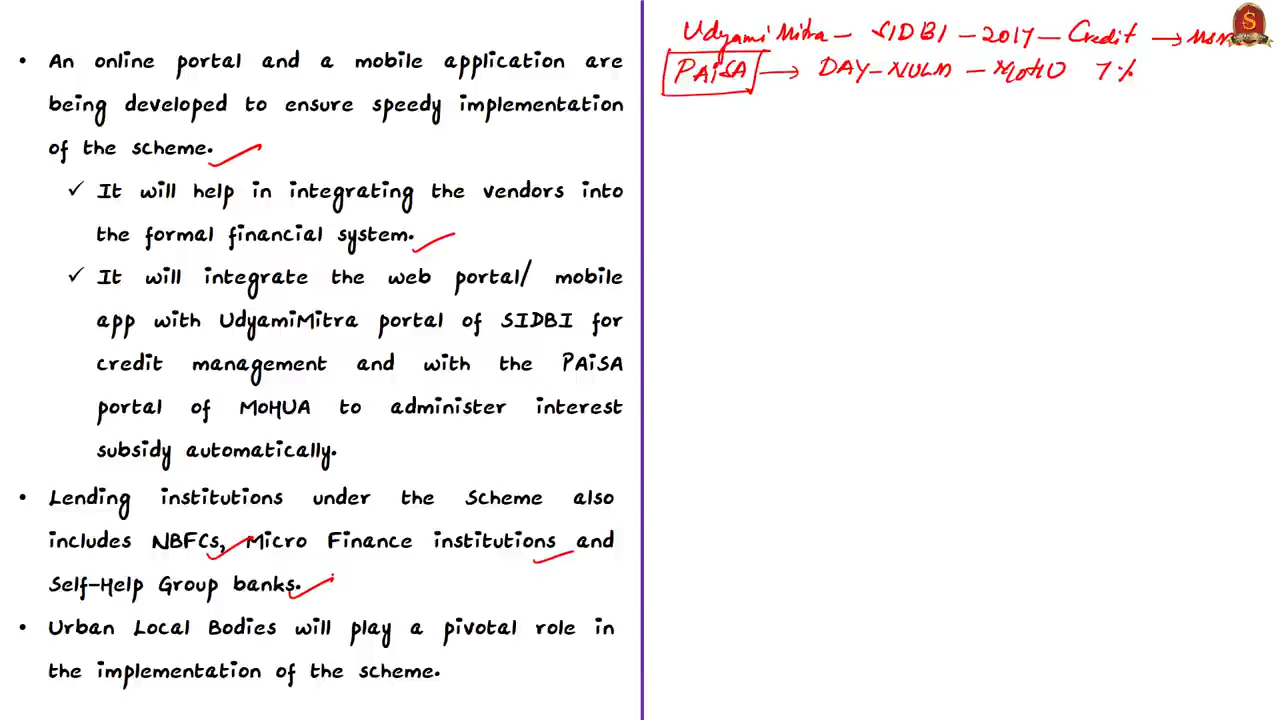 • An online portal and a mobile application are
being developed to ensure speedy implementation
of the scheme.
✓ It will help in integrating the vendors into
the formal financial system.
✓ It will integrate the web portal/ mobile
app with UdyamiMitra portal of SIDBI for
credit management and with the PAiSA
portal of MoHUA to administer interest
subsidy automatically.
• Lending institutions under the Scheme also
includes NBFCs, Micro Finance institutions and
Self-Help Group banks.
• Urban Local Bodies will play a pivotal role in
the implementation of the scheme.
Udyami Mitra - SIDBI - 2017 - Credit →
PAiSA → DAY-NULM - 7%
S